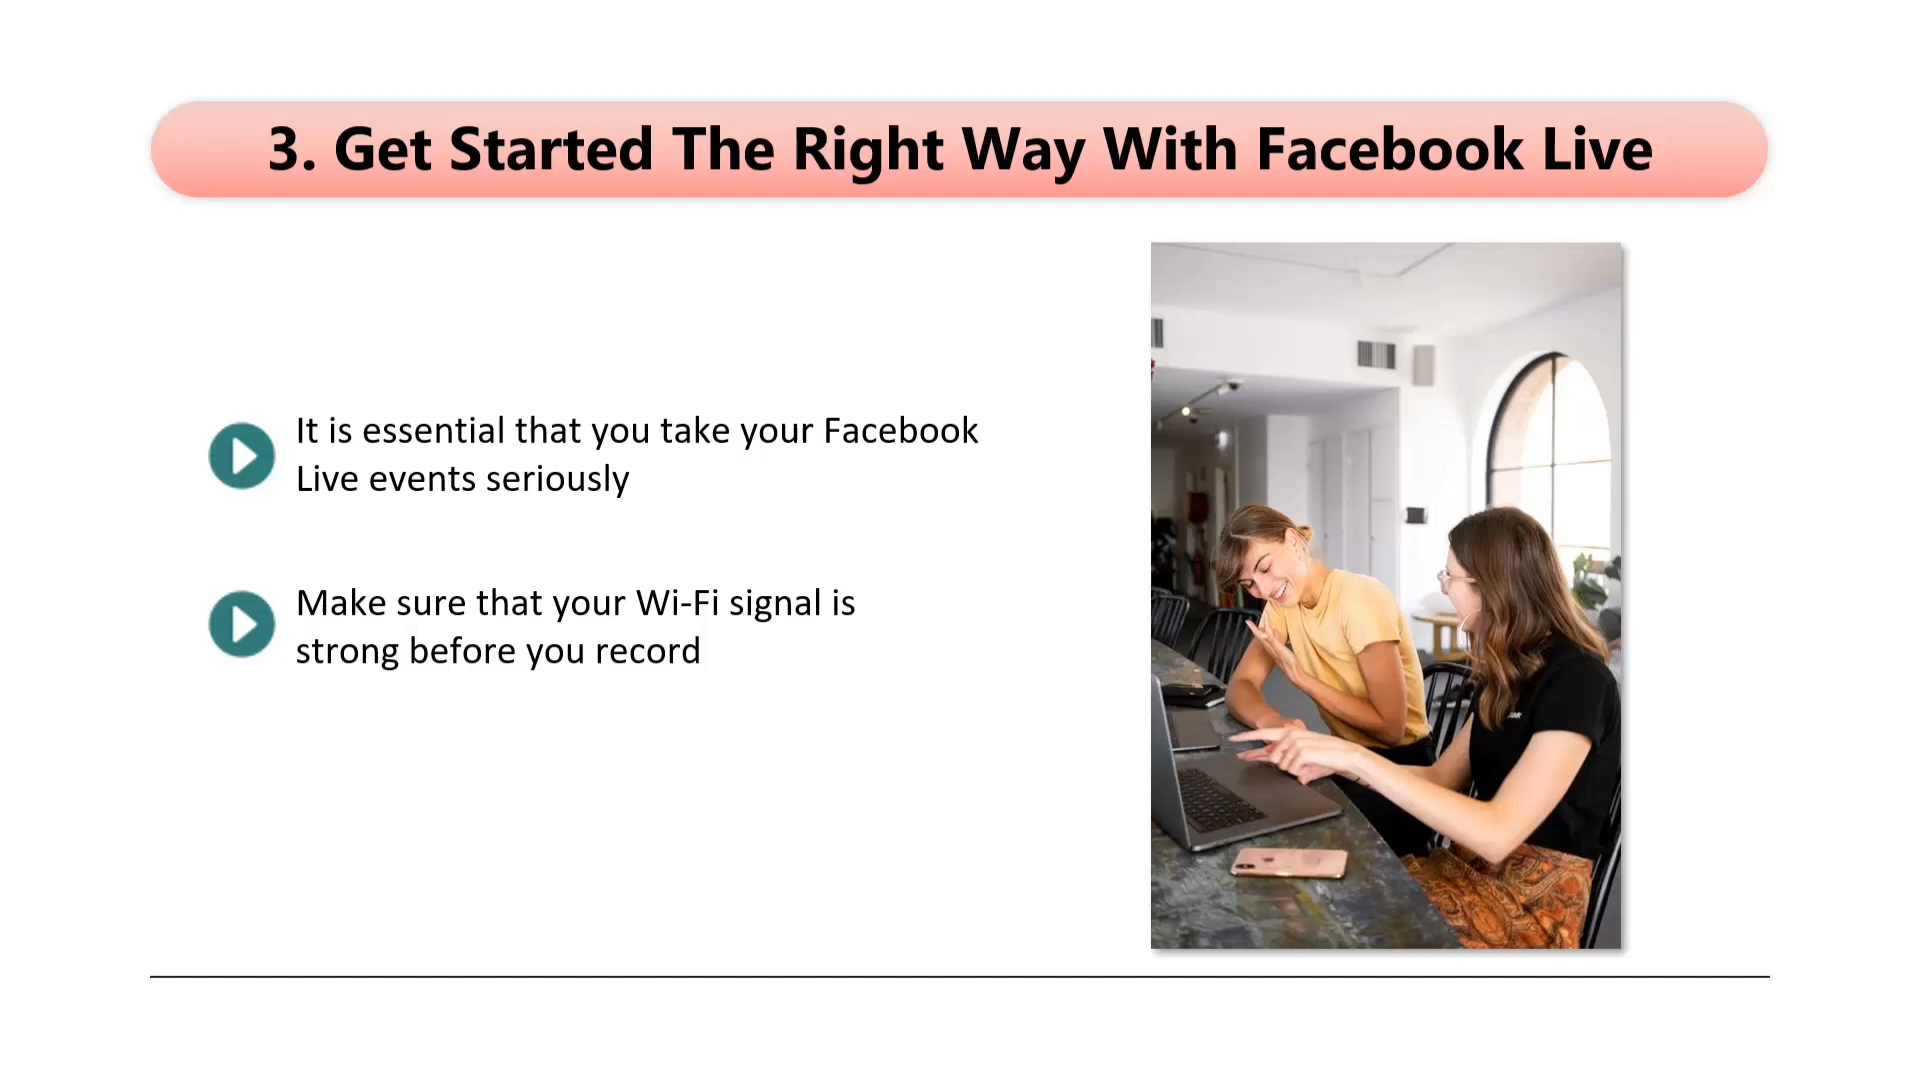 3. Get Started The Right Way With Facebook Live
It is essential that you take your Facebook
Live events seriously
Make sure that your Wi-Fi signal is
strong before you record